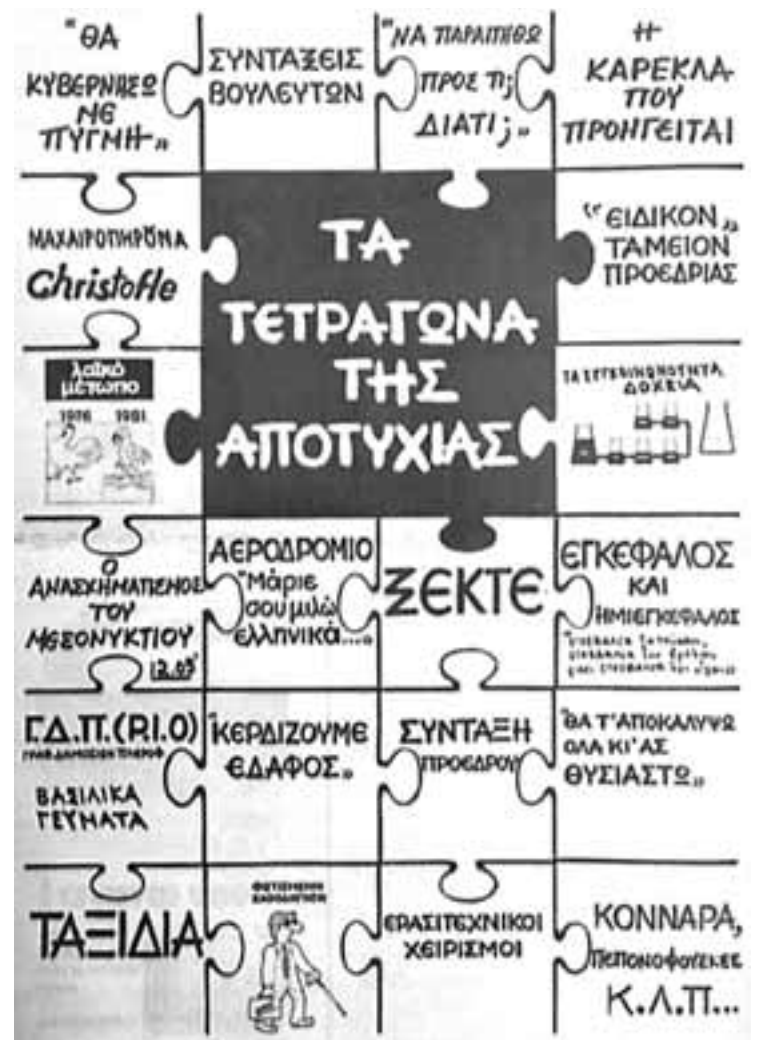 "ΘΑ
ΚΥΒΕΡΝΗΣΩ
ΜΕ
ΠΥΓΜΗ"
ΣΥΝΤΑΞΕΙΣ
ΒΟΥΛΕΥΤΩΝ
"ΝΑ ΠΑΡΑΙΤΗΘΩ
ΠΡΟΣ ΤΙ;
ΔΙΑΤΙ;"
Η
ΚΑΡΕΚΛΑ
ΠΟΥ
ΠΡΟΗΓΕΙΤΑΙ
ΜΑΧΑΙΡΟΠΗΡΟΥΝΑ
Christofle
ΤΑ
ΤΕΤΡΑΓΩΝΑ
ΤΗΣ
ΑΠΟΤΥΧΙΑΣ
"ΕΙΔΙΚΟΝ"
ΤΑΜΕΙΟΝ
ΠΡΟΕΔΡΙΑΣ
λαϊκό
μέτωπο
1976 1981
ΤΑ ΣΥΓΚΟΙΝΩΝΟΥΝΤΑ
ΔΟΧΕΙΑ
Ο
ΑΝΑΣΧΗΜΑΤΙΣΜΕΝΟΣ
ΤΟΥ
ΜΕΣΟΝΥΚΤΙΟΥ
12.05'
ΑΕΡΟΔΡΟΜΙΟ
"Μάριε
σου μιλώ
ελληνικά..."
ΞΕΚΤΕ
ΕΓΚΕΦΑΛΟΣ
ΚΑΙ
ΗΜΙΕΓΚΕΦΑΛΟΣ
Γ.Δ.Π. (P.I.O)
ΒΑΣΙΛΙΚΑ
ΓΕΥΜΑΤΑ
"ΚΕΡΔΙΖΟΥΜΕ
ΕΔΑΦΟΣ"
ΣΥΝΤΑΞΗ
ΠΡΟΕΔΡΟΥ
"ΘΑ Τ'ΑΠΟΚΑΛΥΨΩ
ΟΛΑ ΚΙ'ΑΣ
ΘΥΣΙΑΣΤΩ"
ΤΑΞΙΔΙΑ
ΦΩΤΙΣΜΕΝΗ
ΚΑΘΟΔΗΓΗΣΗ
ΕΡΑΣΙΤΕΧΝΙΚΟΙ
ΧΕΙΡΙΣΜΟΙ
ΚΟΝΝΑΡΑ,
Κ.Λ.Π...